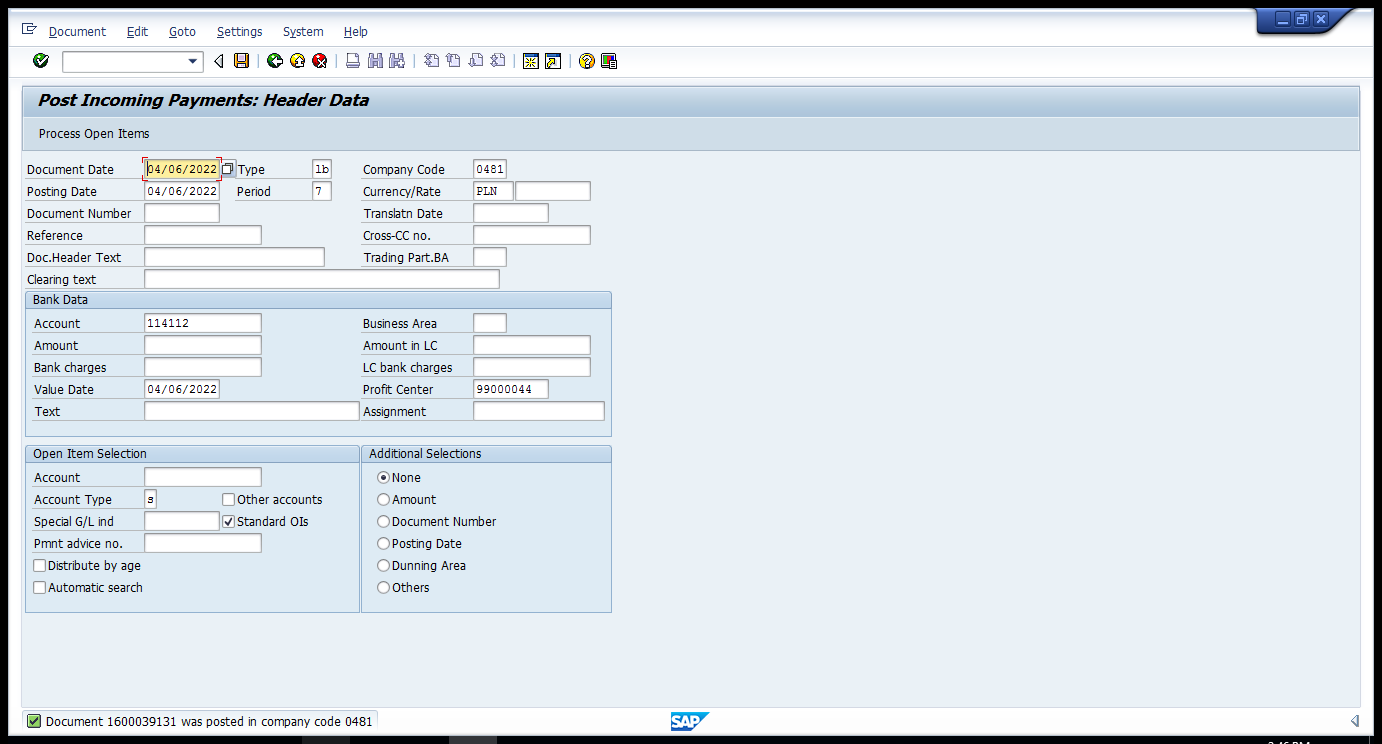 Document Edit Goto Settings System Help
Post Incoming Payments: Header Data
Process Open Items
Document Date 04/06/2022 Type lb Company Code 0481
Posting Date 04/06/2022 Period 7 Currency/Rate PLN
Document Number Translatn Date
Reference Cross-CC no.
Doc.Header Text Trading Part.BA
Clearing text
Bank Data
Account 114112 Business Area
Amount Amount in LC
Bank charges LC bank charges
Value Date 04/06/2022 Profit Center 99000044
Text Assignment
Open Item Selection Additional Selections
Account None
Account Type s Other accounts Amount
Special G/L ind Standard OIs Document Number
Pmnt advice no. Posting Date
Distribute by age Dunning Area
Automatic search Others
Document 1600039131 was posted in company code 0481 SAP